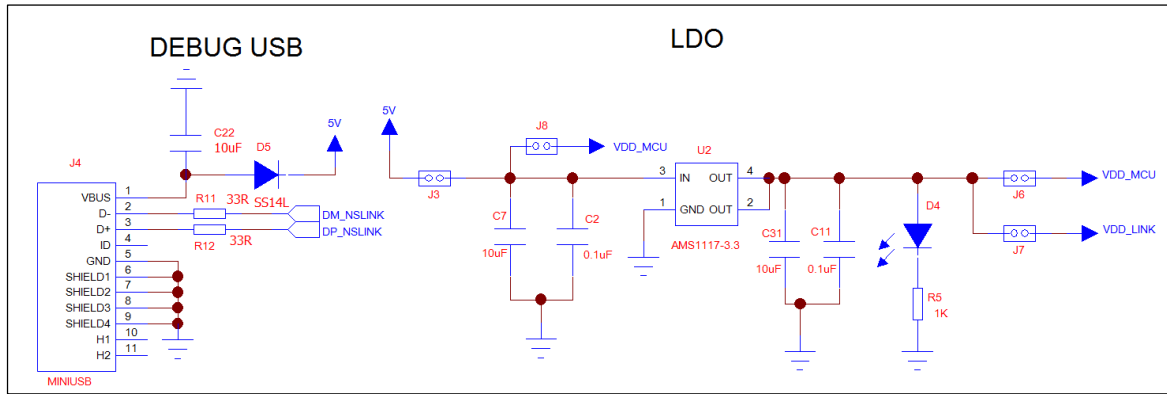 DEBUG USB
LDO
C22
10uF
D5
SS14L
5V
J4
1
VBUS
2
D-
3
D+
4
ID
5
GND
6
SHIELD1
7
SHIELD2
8
SHIELD3
9
SHIELD4
10
H1
11
H2
MINIUSB
R11
33R
R12
33R
DM_NSLINK
DP_NSLINK
5V
J3
J8
VDD_MCU
C7
10uF
C2
0.1uF
U2
3
IN
OUT
4
1
GND
OUT
2
AMS1117-3.3
C31
10uF
C11
0.1uF
D4
R5
1K
J6
VDD_MCU
J7
VDD_LINK